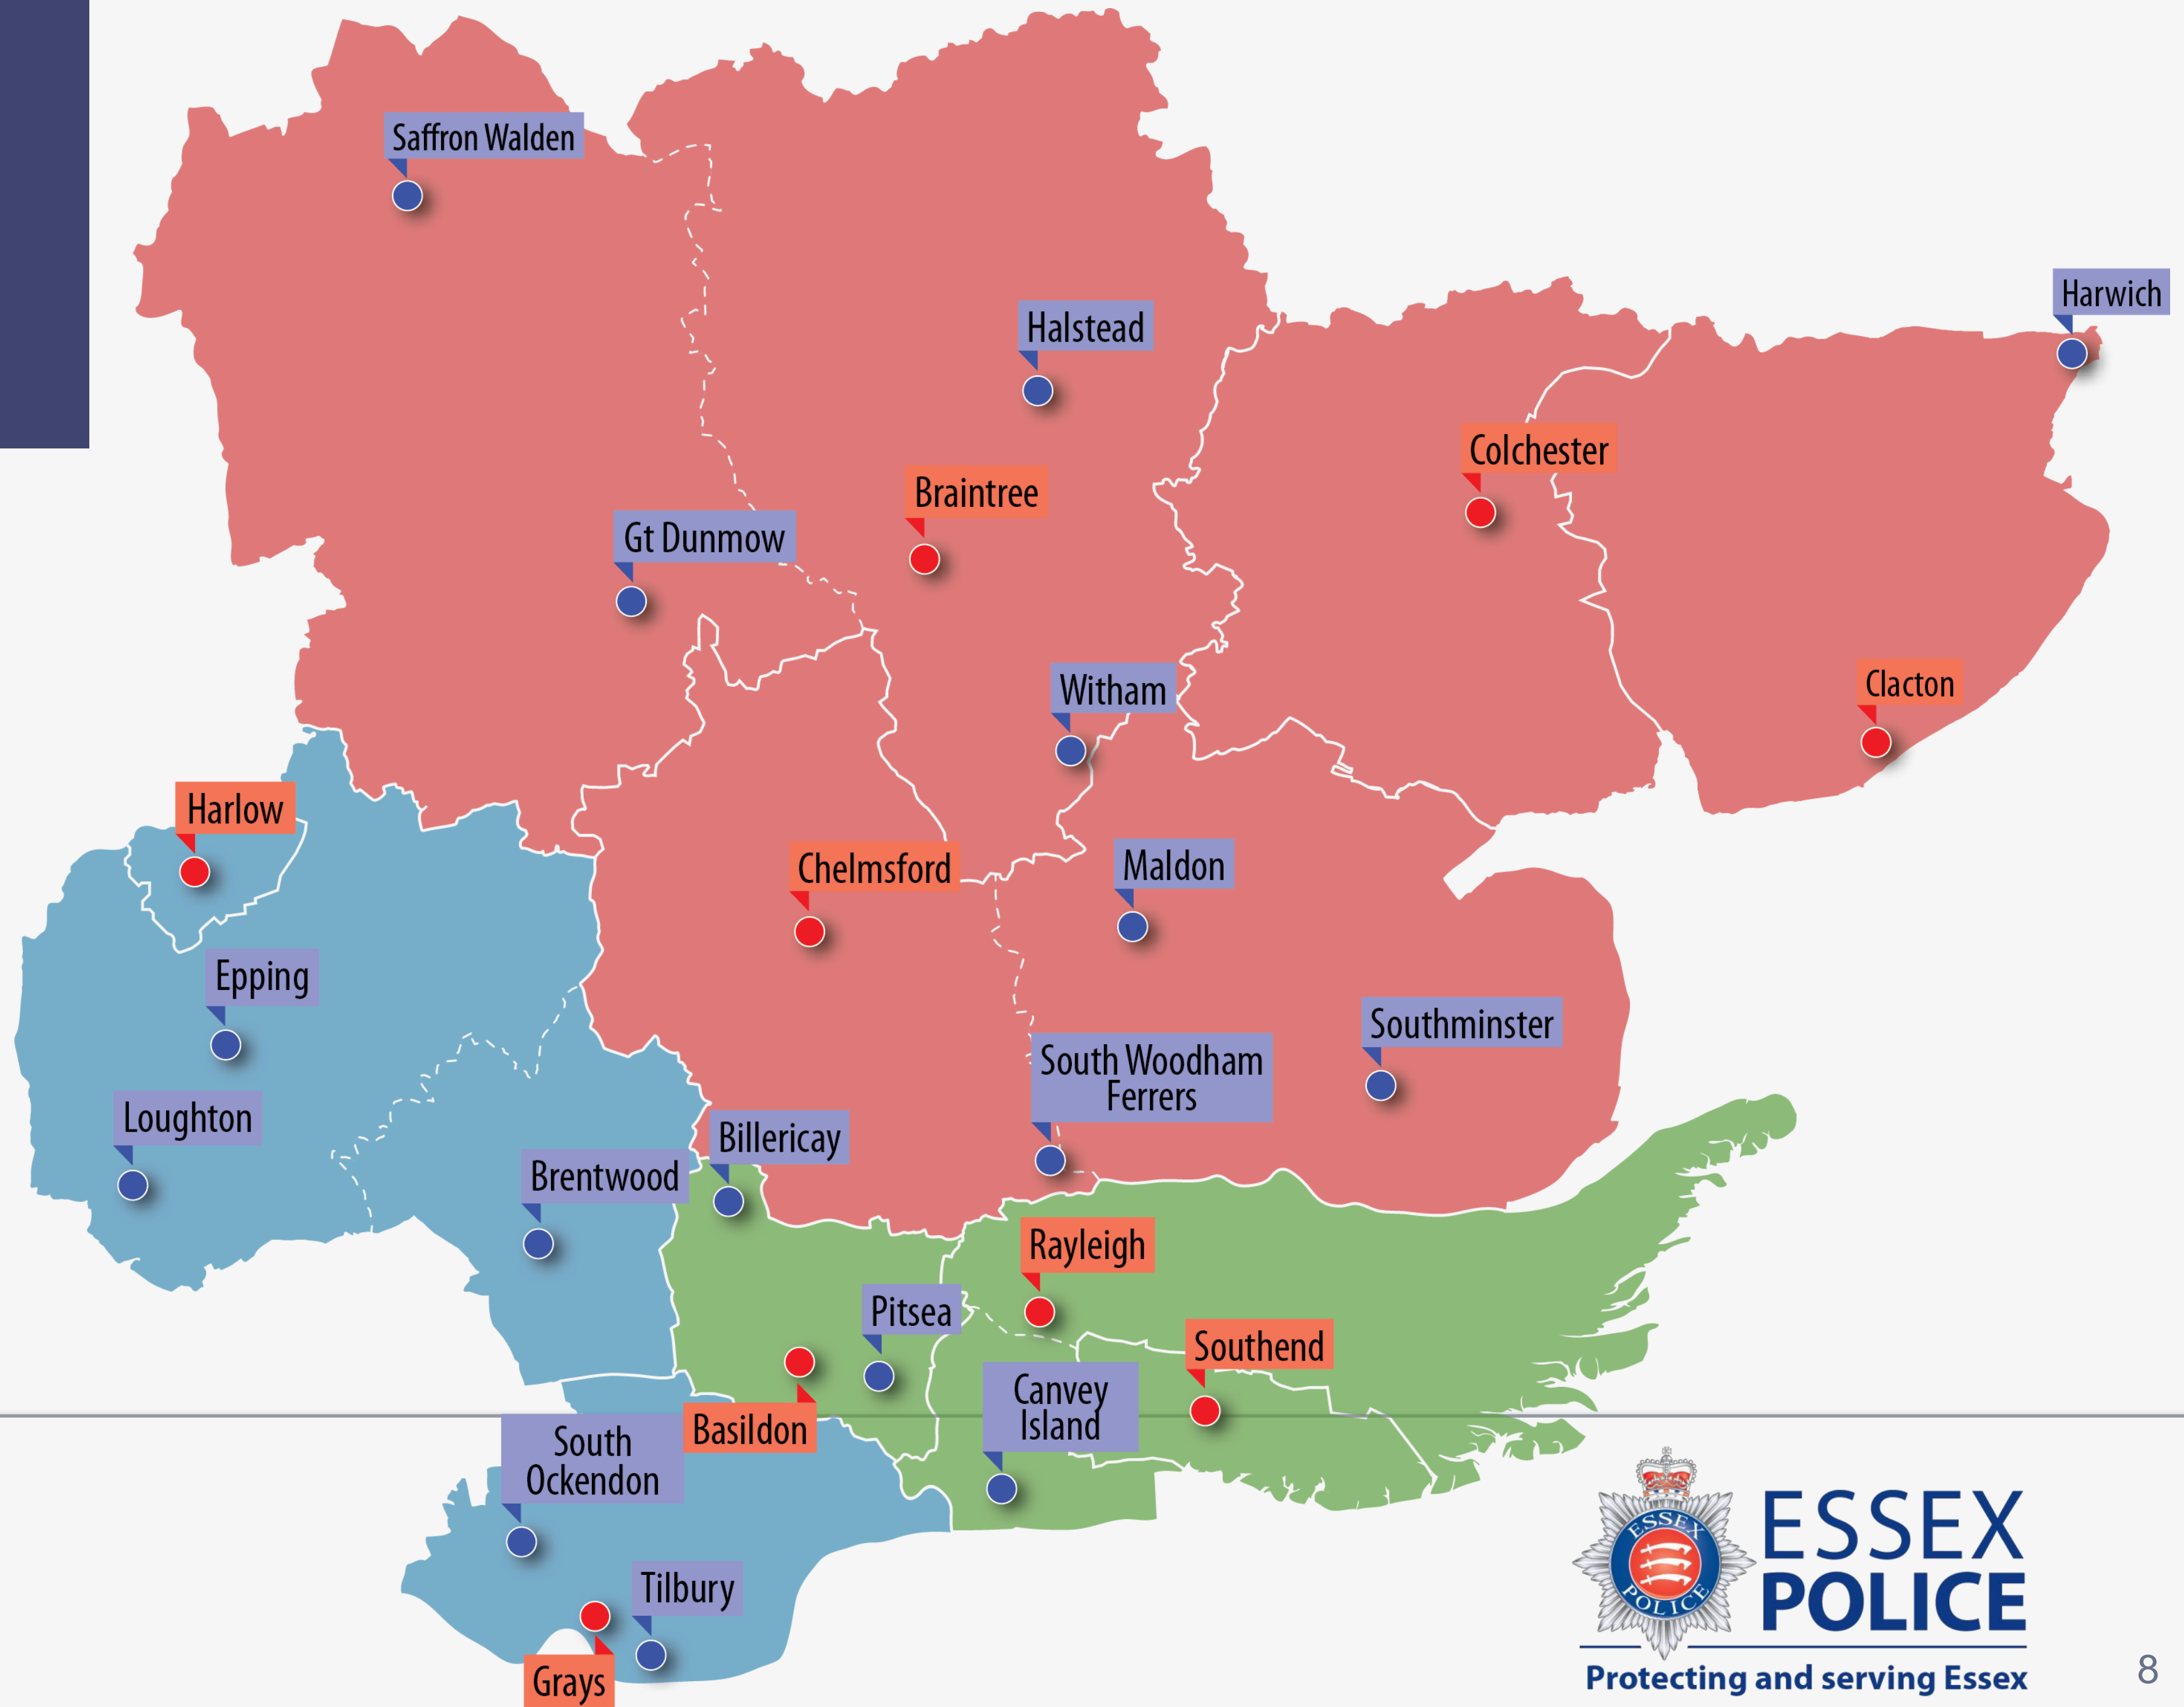 Saffron Walden
Harwich
Halstead
Colchester
Braintree
Gt Dunmow
Witham
Clacton
Harlow
Chelmsford
Maldon
Epping
Southminster
South Woodham
Ferrers
Loughton
Billericay
Brentwood
Rayleigh
Pitsea
Southend
Canvey
Island
Basildon
South
Ockendon
Tilbury
Grays
ESSEX
POLICE
ESSEX
POLICE
Protecting and serving Essex
8